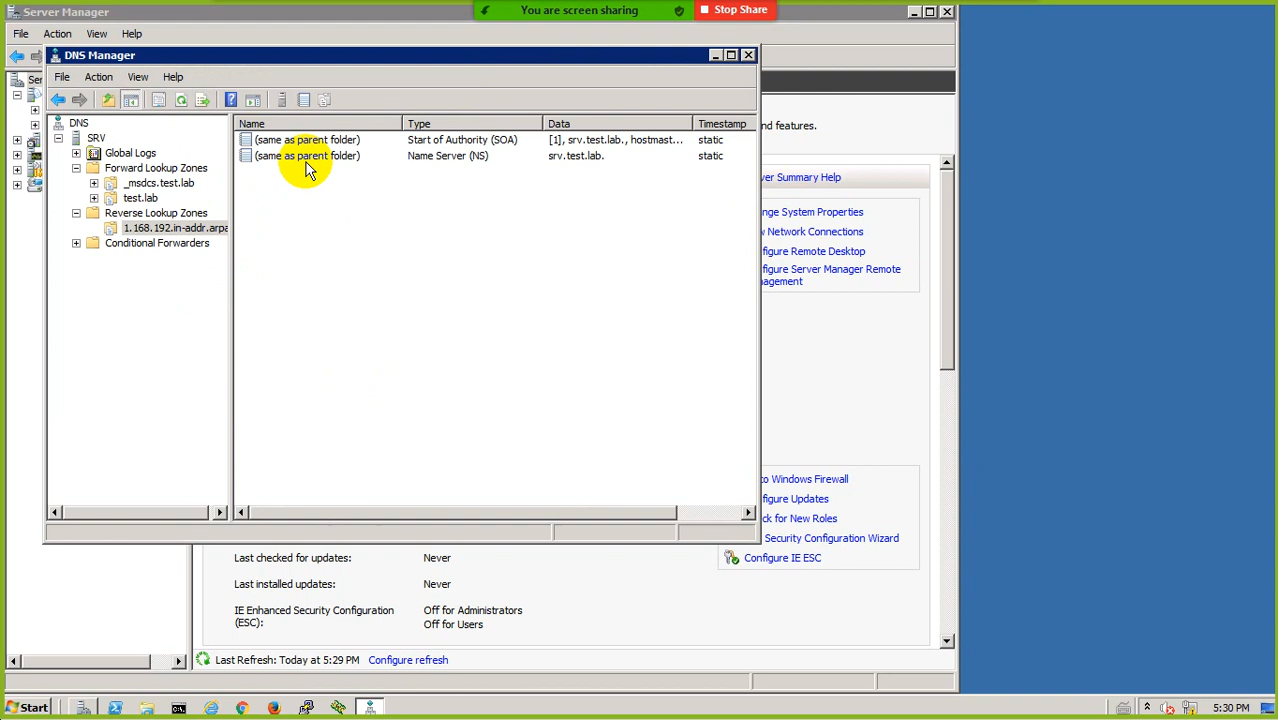 Server Manager
You are screen sharing
Stop Share
File Action View Help
DNS Manager
File Action View Help
DNS
SRV
Global Logs
Forward Lookup Zones
_msdcs.test.lab
test.lab
Reverse Lookup Zones
1.168.192.in-addr.arpa
Conditional Forwarders
Name Type Data Timestamp
(same as parent folder) Start of Authority (SOA) [1], srv.test.lab., hostmast... static
(same as parent folder) Name Server (NS) srv.test.lab. static
Ser
nd features.
ver Summary Help
nge System Properties
w Network Connections
figure Remote Desktop
figure Server Manager Remote
agement
to Windows Firewall
figure Updates
ck for New Roles
Security Configuration Wizard
Configure IE ESC
Last checked for updates: Never
Last installed updates: Never
IE Enhanced Security Configuration Off for Administrators
(ESC): Off for Users
Last Refresh: Today at 5:29 PM Configure refresh
Start
5:30 PM